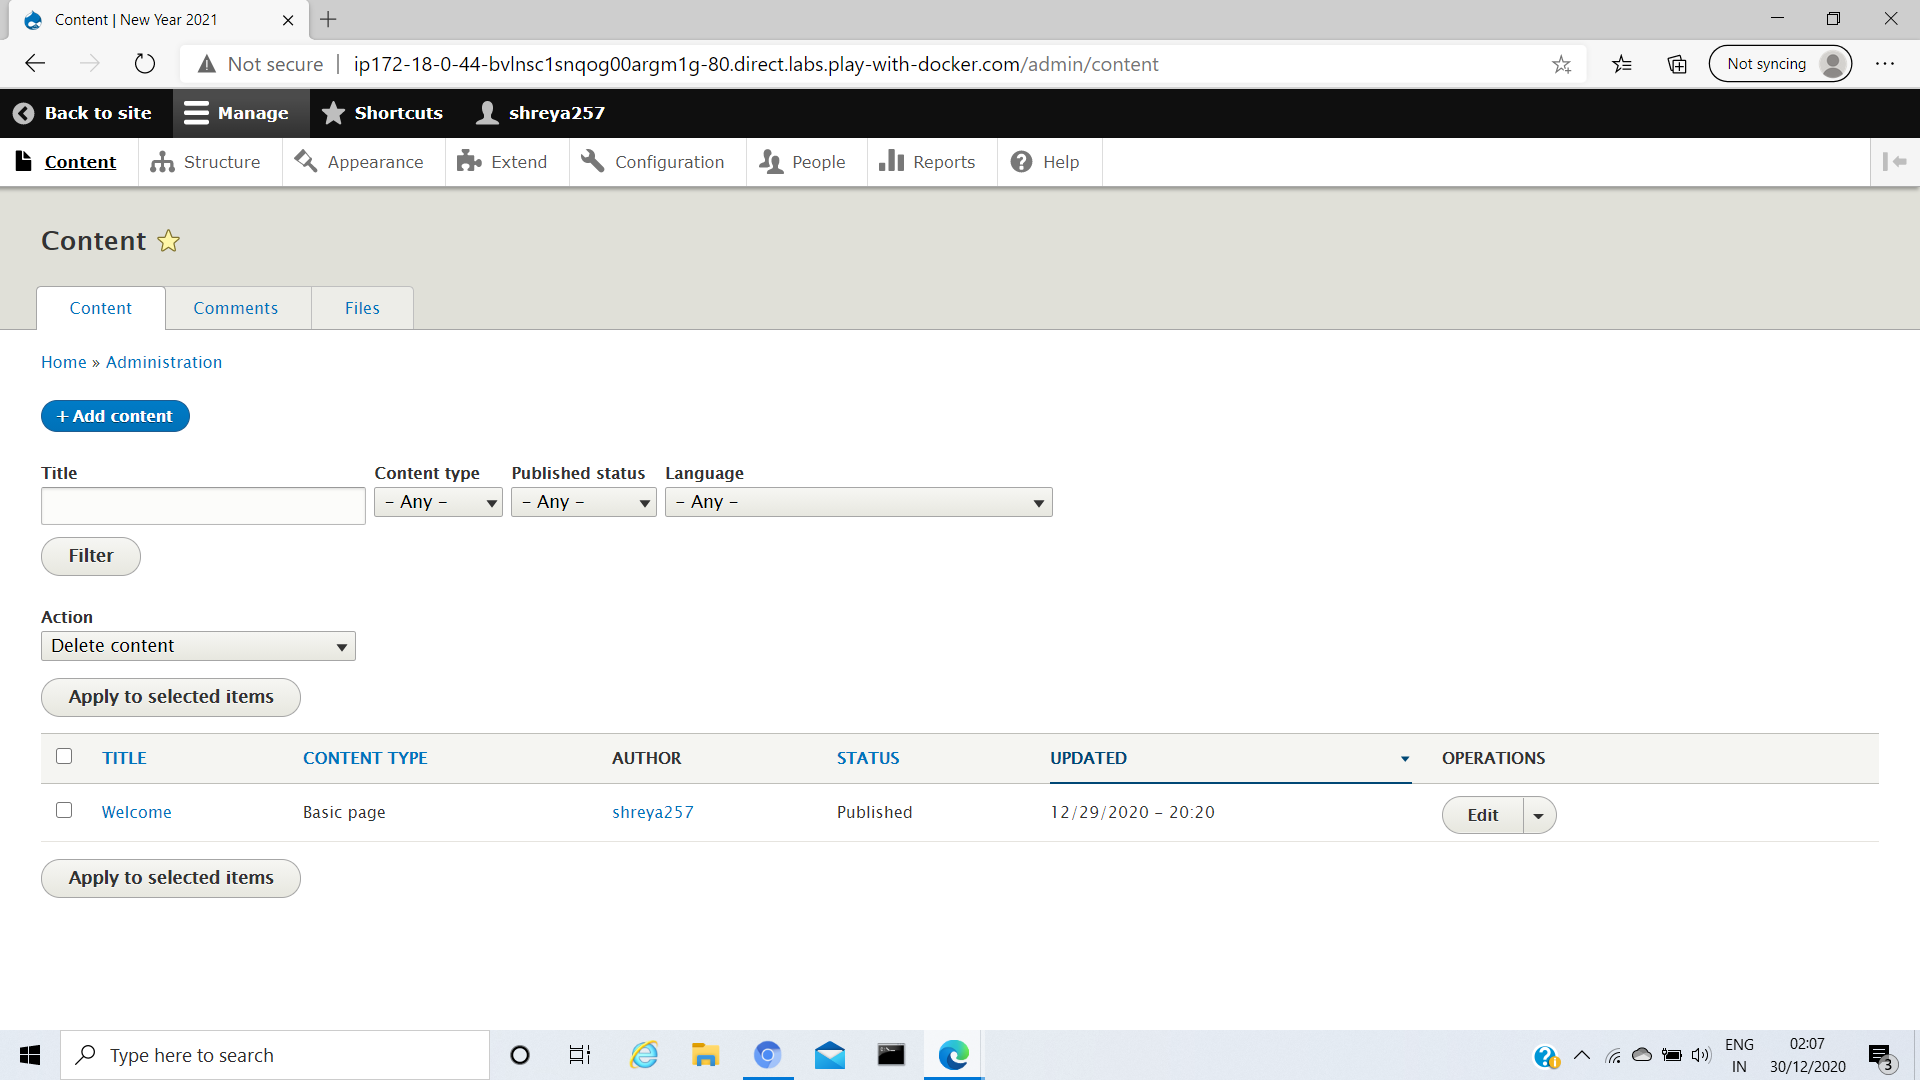 Content | New Year 2021
Not secure | ip172-18-0-44-bvlnsc1snqog00argm1g-80.direct.labs.play-with-docker.com/admin/content
Not syncing
Back to site
Manage
Shortcuts
shreya257
Content
Structure
Appearance
Extend
Configuration
People
Reports
Help
Content
Content
Comments
Files
Home » Administration
+ Add content
Title
Content type
Published status
Language
- Any -
- Any -
- Any -
Filter
Action
Delete content
Apply to selected items
TITLE
CONTENT TYPE
AUTHOR
STATUS
UPDATED
OPERATIONS
Welcome
Basic page
shreya257
Published
12/29/2020 - 20:20
Edit
Apply to selected items
Type here to search
ENG
IN
02:07
30/12/2020
3